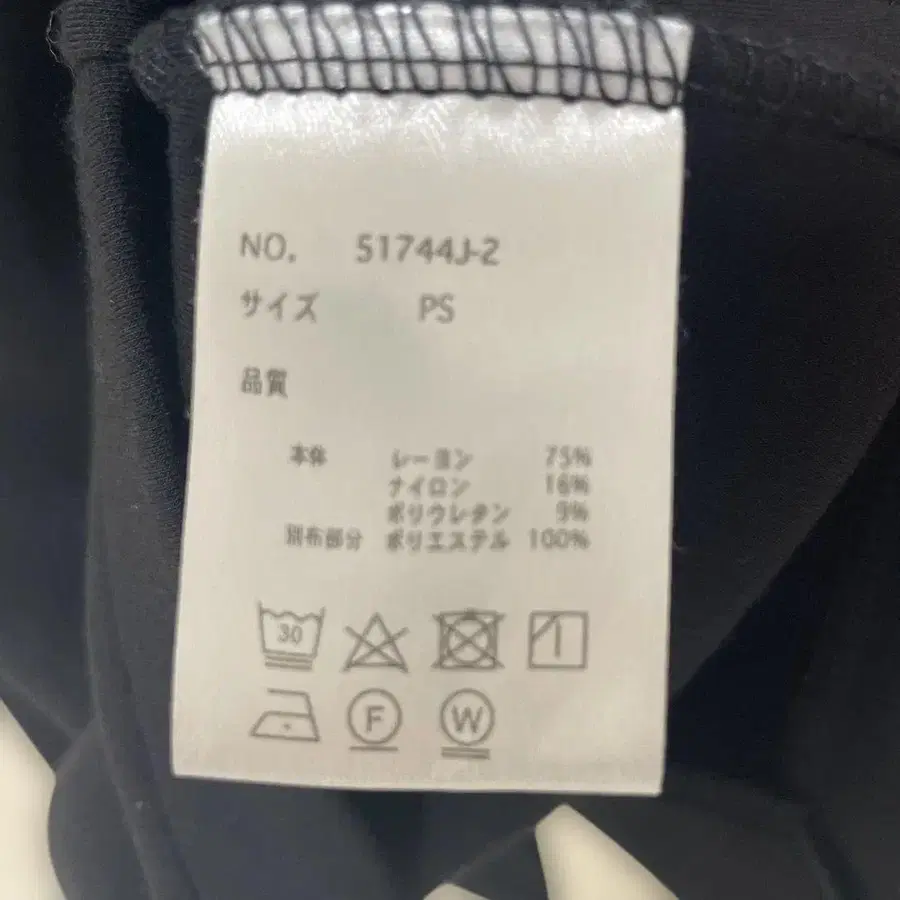 NO. 51744J-2
サイズ PS
品質
本体 レーヨン 75%
ナイロン 16%
ポリウレタン 9%
別布部分 ポリエステル 100%
30
F W